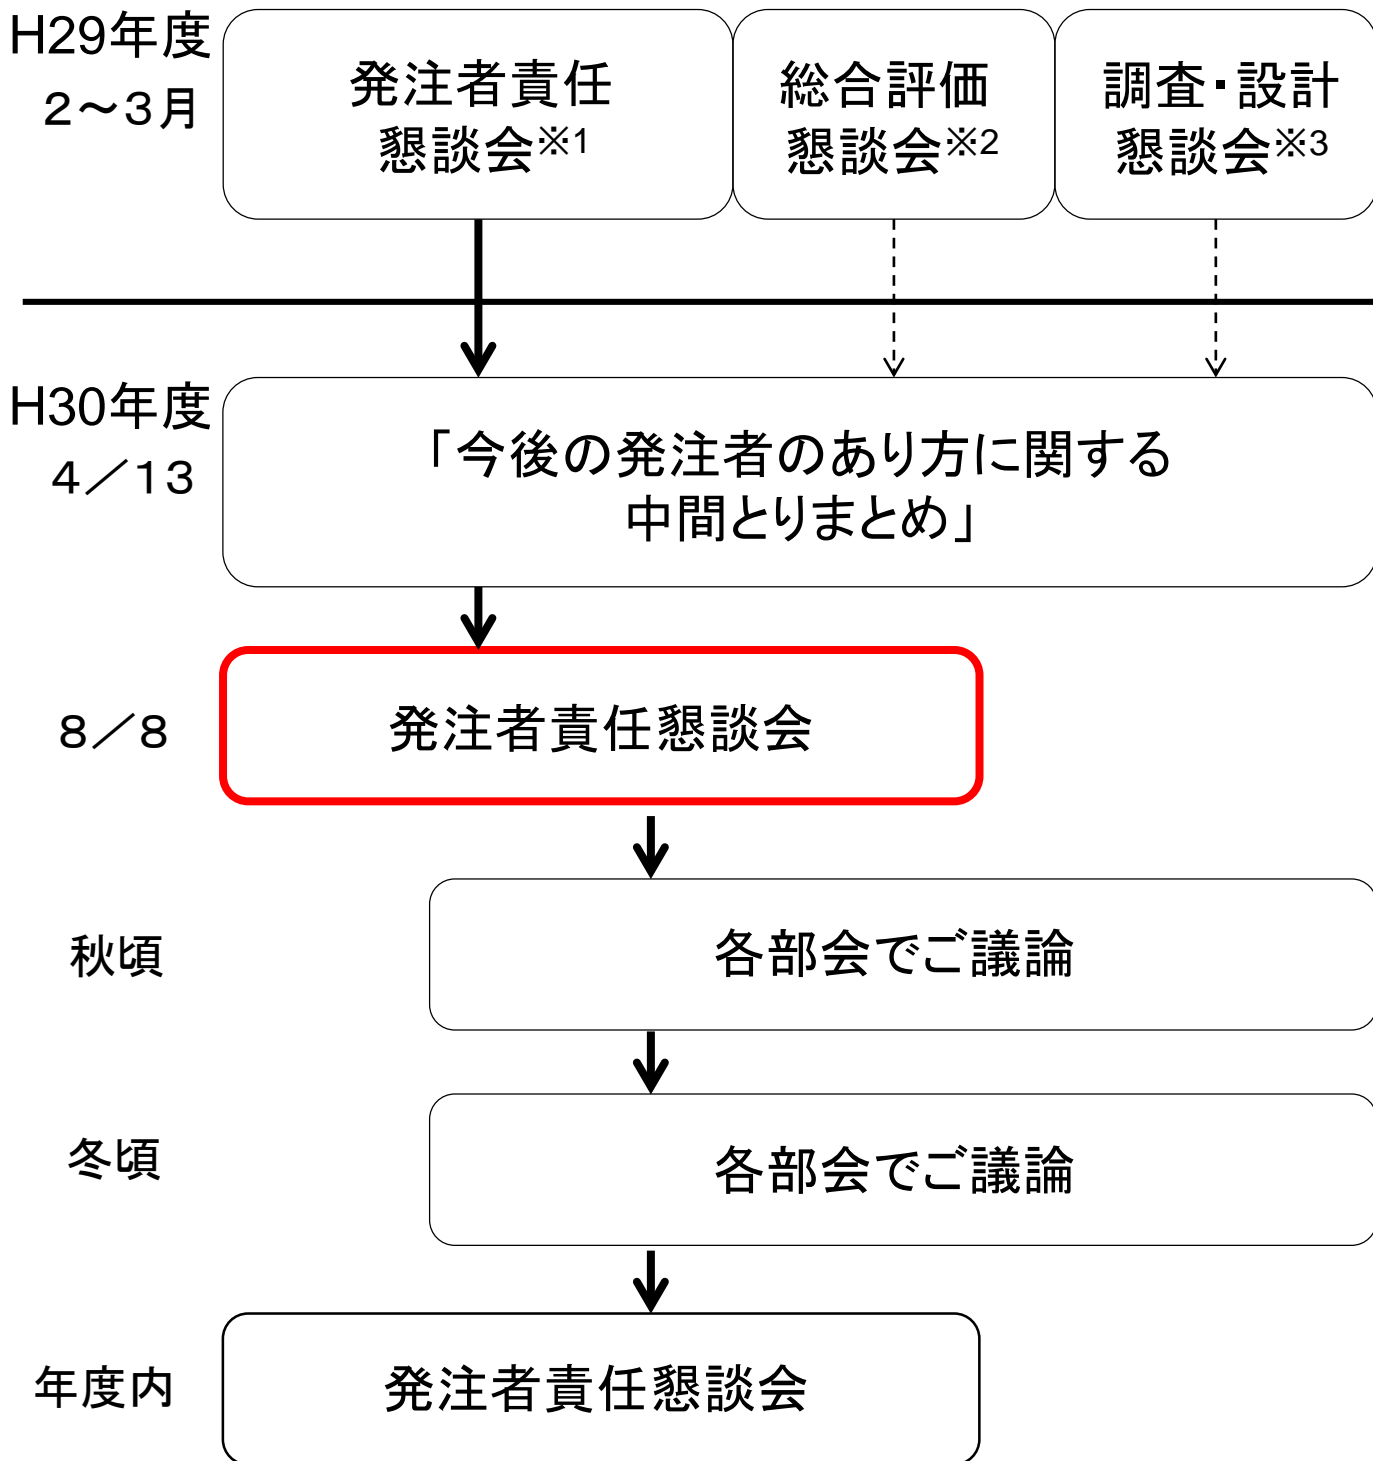 H29年度
2～3月
発注者責任
懇談会※1
総合評価
懇談会※2
調査・設計
懇談会※3
H30年度
4／13
「今後の発注者のあり方に関する
中間とりまとめ」
8／8
発注者責任懇談会
秋頃
各部会でご議論
冬頃
各部会でご議論
年度内
発注者責任懇談会